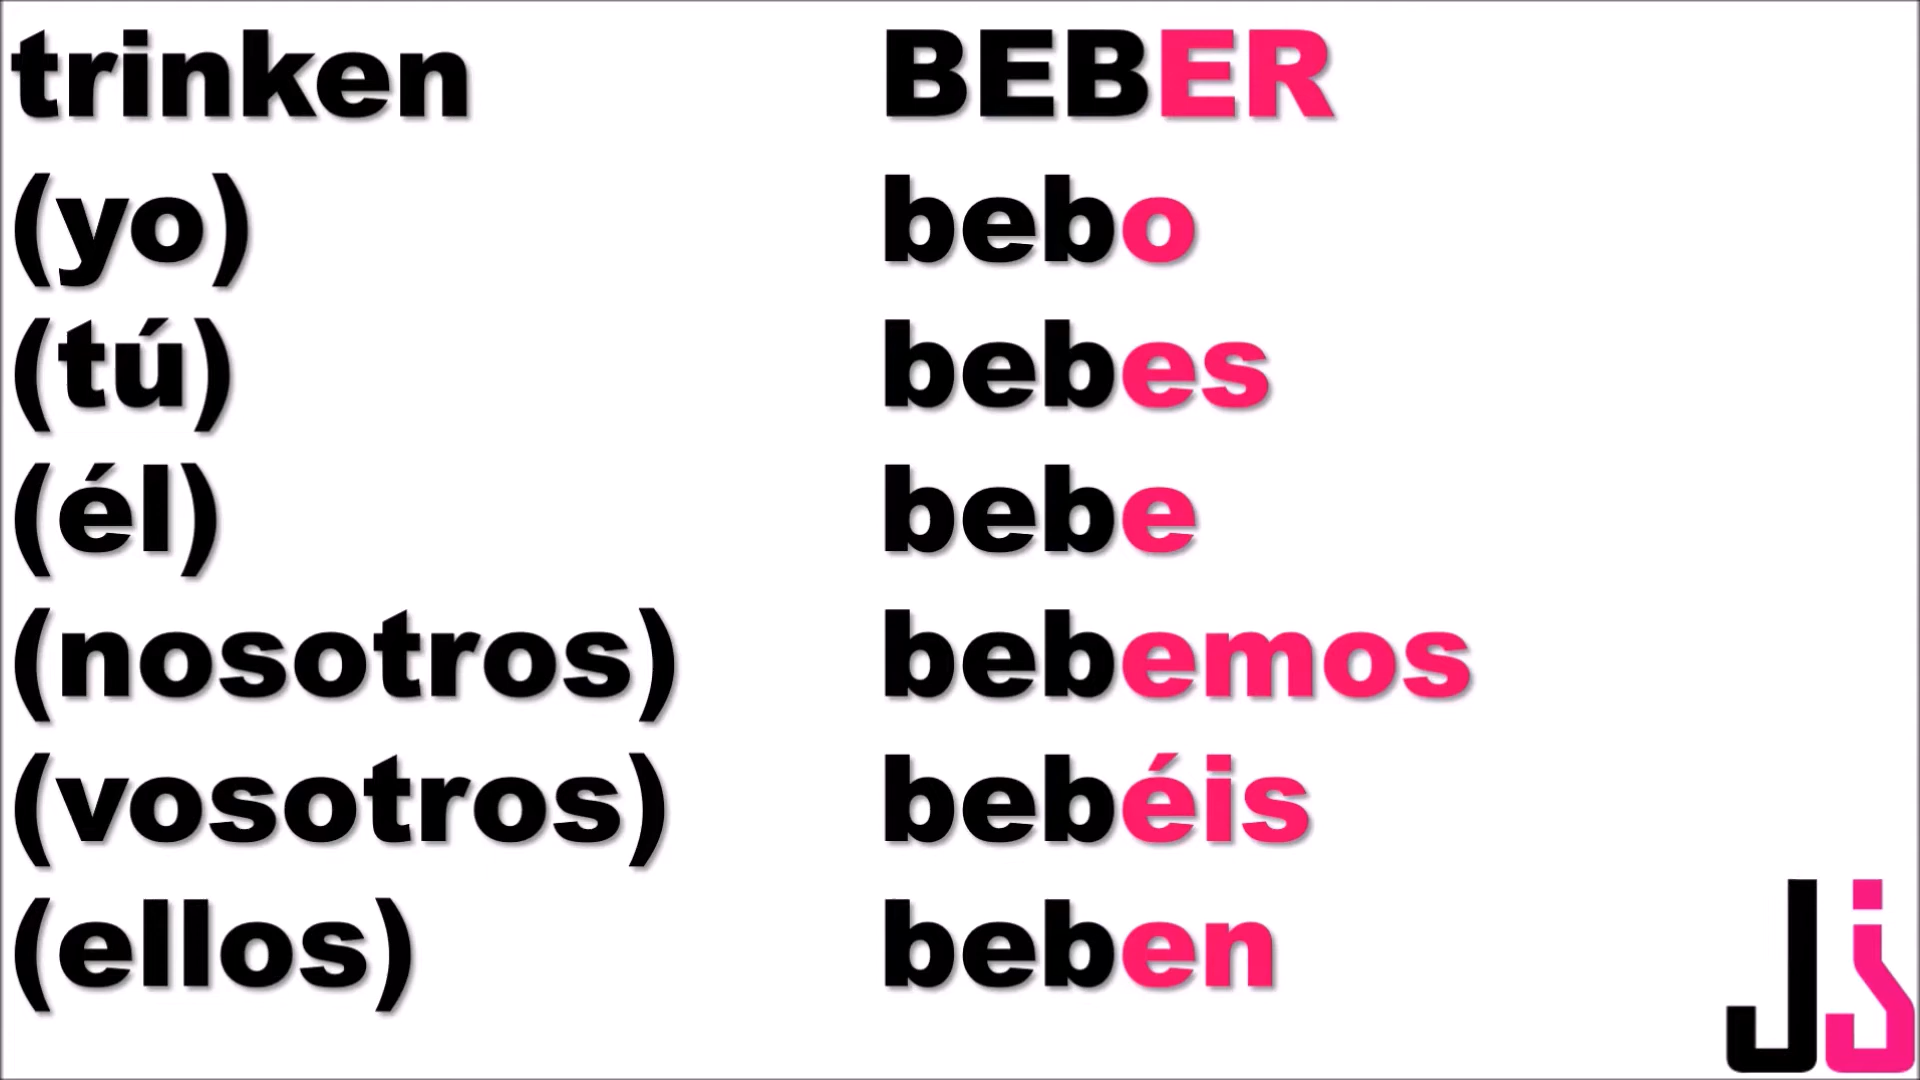 trinken BEBER
(yo) bebo
(tú) bebes
(él) bebe
(nosotros) bebemos
(vosotros) bebéis
(ellos) beben